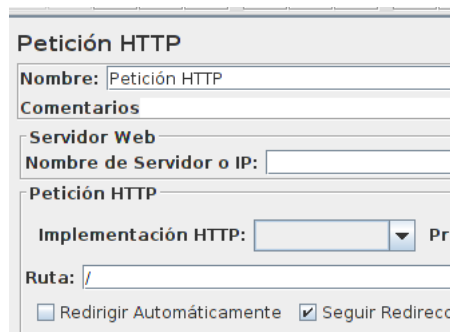 Petición HTTP
Nombre: Petición HTTP
Comentarios
Servidor Web
Nombre de Servidor o IP:
Petición HTTP
Implementación HTTP:
Ruta: /
Redirigir Automáticamente Seguir